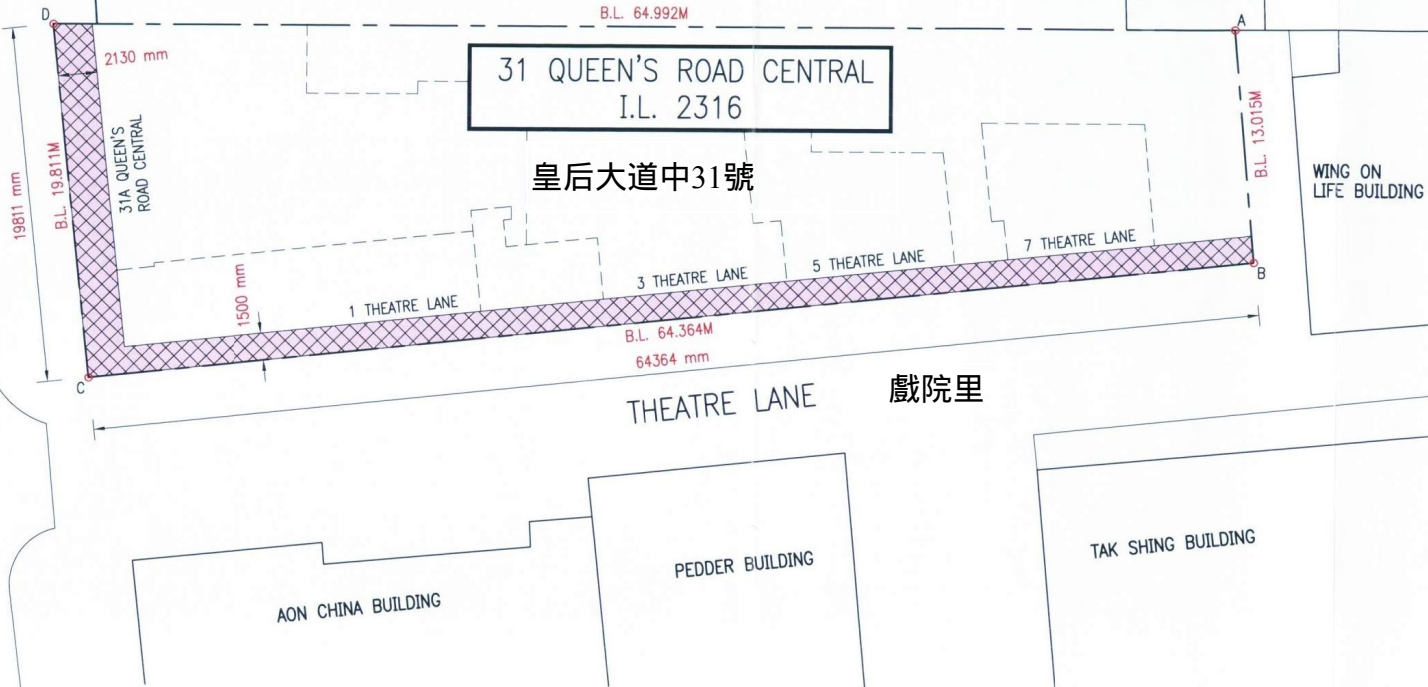 D
B.L. 64.992M
A
2130 mm
31 QUEEN'S ROAD CENTRAL
I.L. 2316
19811 mm
B.L. 19.811M
31A QUEEN'S
ROAD CENTRAL
皇后大道中31號
B.L. 13.015M
WING ON
LIFE BUILDING
1500 mm
1 THEATRE LANE
3 THEATRE LANE
5 THEATRE LANE
7 THEATRE LANE
B
B.L. 64.364M
64364 mm
C
THEATRE LANE
戲院里
AON CHINA BUILDING
PEDDER BUILDING
TAK SHING BUILDING